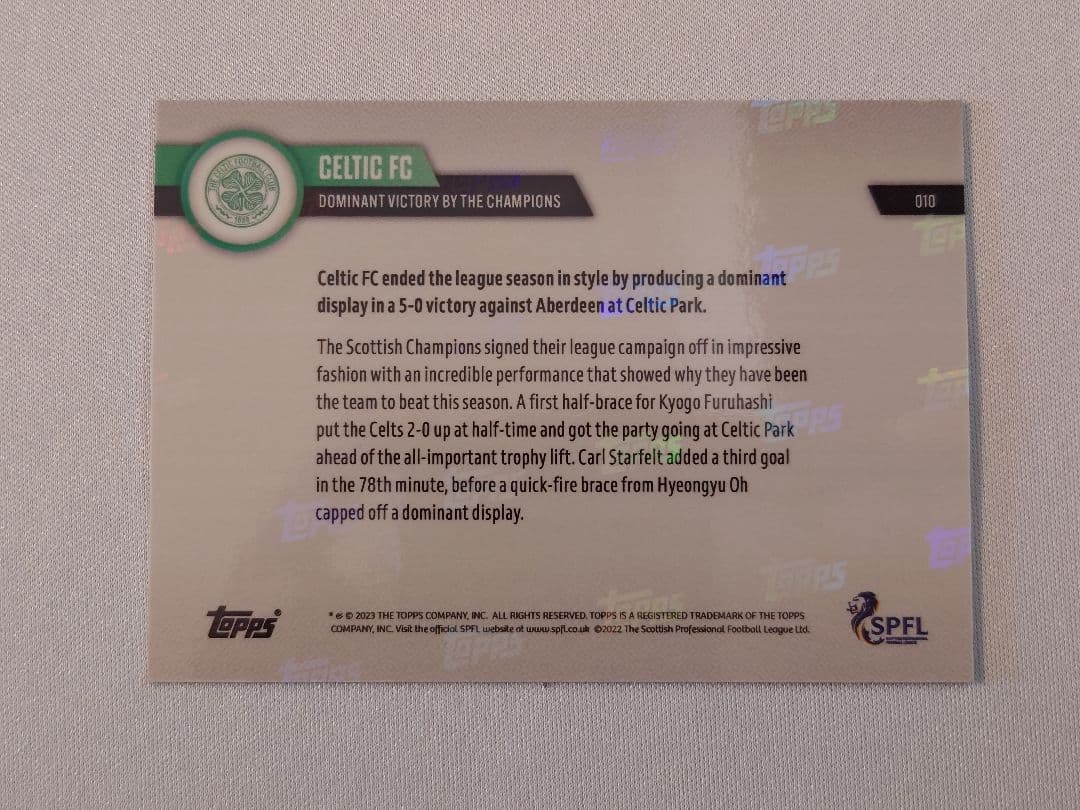 CELTIC FC
DOMINANT VICTORY BY THE CHAMPIONS
010
THE CELTIC FOOTBALL CLUB
1888
Celtic FC ended the league season in style by producing a dominant
display in a 5-0 victory against Aberdeen at Celtic Park.
The Scottish Champions signed their league campaign off in impressive
fashion with an incredible performance that showed why they have been
the team to beat this season. A first half-brace for Kyogo Furuhashi
put the Celts 2-0 up at half-time and got the party going at Celtic Park
ahead of the all-important trophy lift. Carl Starfelt added a third goal
in the 78th minute, before a quick-fire brace from Hyeongyu Oh
capped off a dominant display.
Topps®
* ® © 2023 THE TOPPS COMPANY, INC. ALL RIGHTS RESERVED. TOPPS IS A REGISTERED TRADEMARK OF THE TOPPS
COMPANY, INC. Visit the official SPFL website at www.spfl.co.uk ©2022 The Scottish Professional Football League Ltd.
SPFL